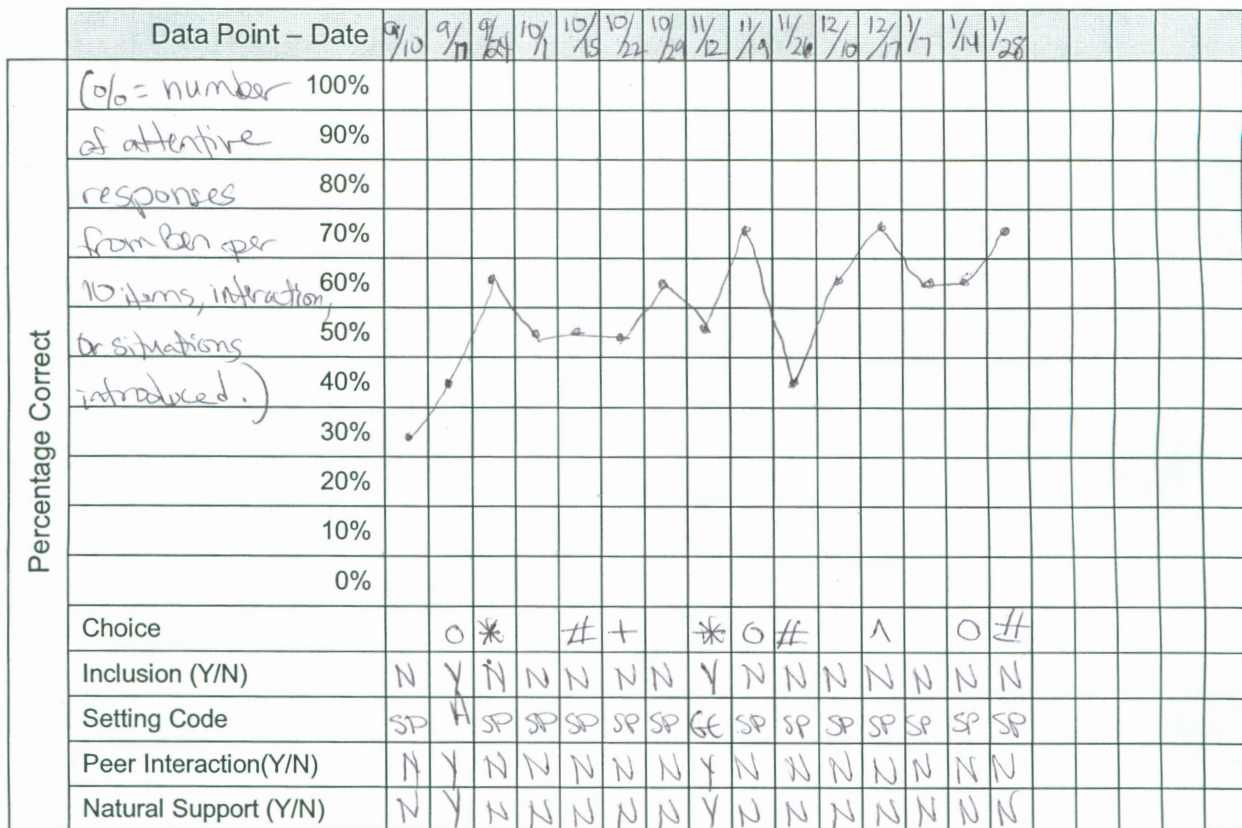 Data Point – Date 9/10 9/17 9/24 10/1 10/15 10/22 10/29 11/12 11/19 11/26 12/10 12/17 1/7 1/14 1/28
(% = number 100%
of attentive 90%
responses 80%
from Ben per 70%
10 items, interaction, 60%
or situations 50%
introduced.) 40%
30%
20%
10%
0%
Percentage Correct
Choice O * # + * O # ^ O #
Inclusion (Y/N) N Y N N N N N Y N N N N N N N
Setting Code SP H SP SP SP SP SP GE SP SP SP SP SP SP SP
Peer Interaction(Y/N) N Y N N N N N Y N N N N N N N
Natural Support (Y/N) N Y N N N N N Y N N N N N N N